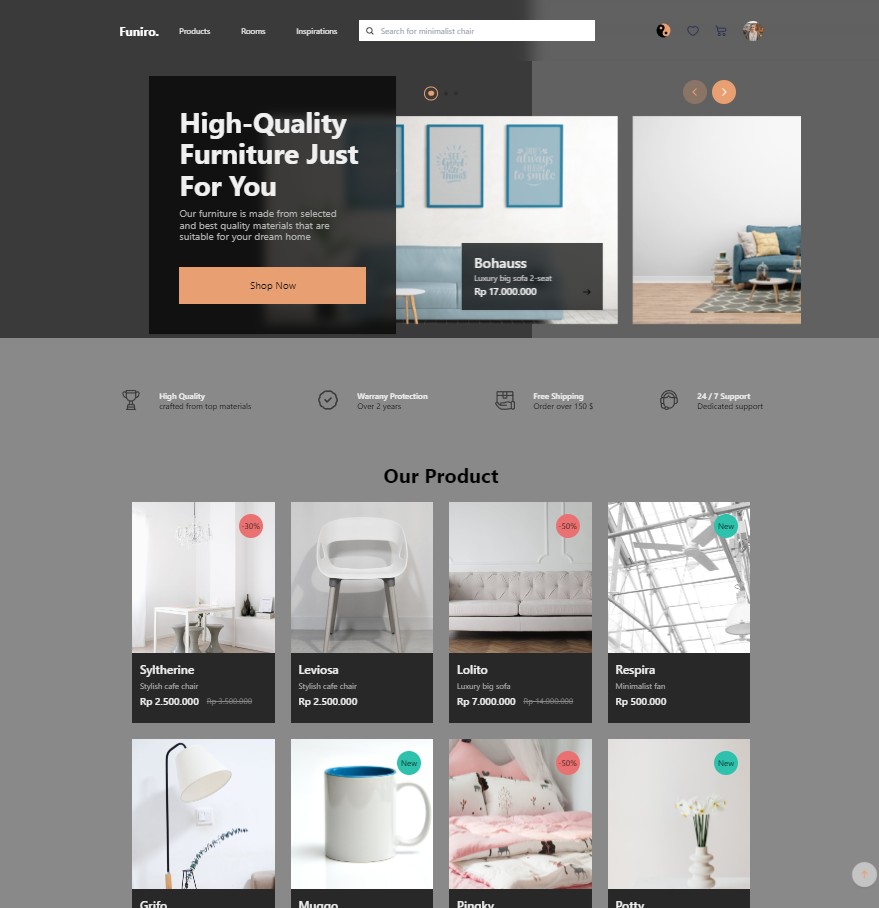 Funiro.
Products
Rooms
Inspirations
Search for minimalist chair
High-Quality
Furniture Just
For You
Our furniture is made from selected
and best quality materials that are
suitable for your dream home
Shop Now
always
to smile
Bohauss
Luxury big sofa 2-seat
Rp 17.000.000
High Quality
crafted from top materials
Warrany Protection
Over 2 years
Free Shipping
Order over 150 $
24 / 7 Support
Dedicated support
Our Product
-30%
Syltherine
Stylish cafe chair
Rp 2.500.000 Rp 3.500.000
Leviosa
Stylish cafe chair
Rp 2.500.000
-50%
Lolito
Luxury big sofa
Rp 7.000.000 Rp 14.000.000
New
Respira
Minimalist fan
Rp 500.000
Grifo
New
Muggo
-50%
Pingky
New
Potty